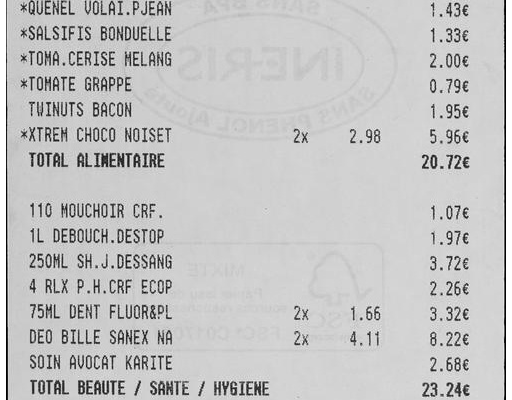 *QUENEL VOLAI.PJEAN 1.43€
*SALSIFIS BONDUELLE 1.33€
*TOMA.CERISE MELANG 2.00€
*TOMATE GRAPPE 0.79€
TWINUTS BACON 1.95€
*XTREM CHOCO NOISET 2x 2.98 5.96€
TOTAL ALIMENTAIRE 20.72€
110 MOUCHOIR CRF. 1.07€
1L DEBOUCH.DESTOP 1.97€
250ML SH.J.DESSANG 3.72€
4 RLX P.H.CRF ECOP 2.26€
75ML DENT FLUOR&PL 2x 1.66 3.32€
DEO BILLE SANEX NA 2x 4.11 8.22€
SOIN AVOCAT KARITE 2.68€
TOTAL BEAUTE / SANTE / HYGIENE 23.24€